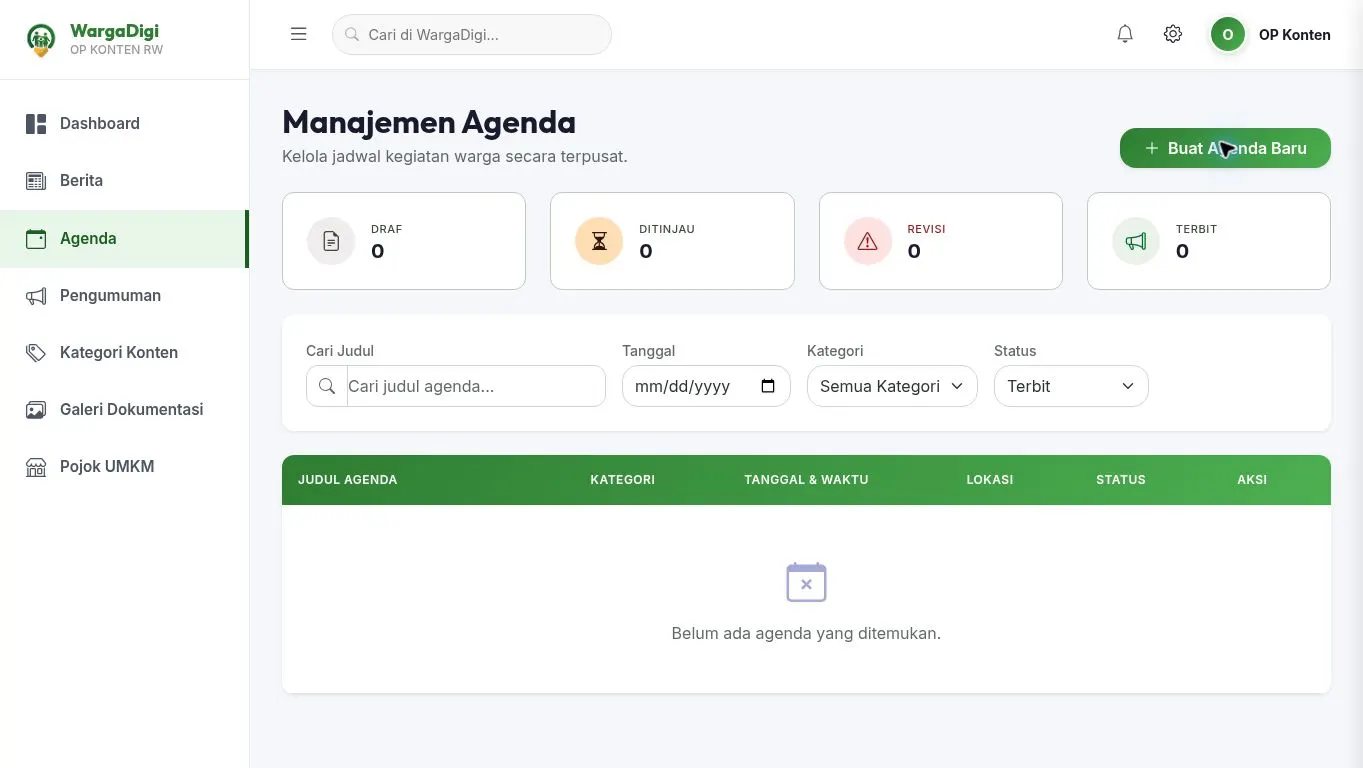 WargaDigi
OP KONTEN RW
Cari di WargaDigi...
O
OP Konten
Dashboard
Berita
Agenda
Pengumuman
Kategori Konten
Galeri Dokumentasi
Pojok UMKM
Manajemen Agenda
Kelola jadwal kegiatan warga secara terpusat.
Buat Agenda Baru
DRAF
0
DITINJAU
0
REVISI
0
TERBIT
0
Cari Judul
Cari judul agenda...
Tanggal
mm/dd/yyyy
Kategori
Semua Kategori
Status
Terbit
JUDUL AGENDA KATEGORI TANGGAL & WAKTU LOKASI STATUS AKSI
Belum ada agenda yang ditemukan.